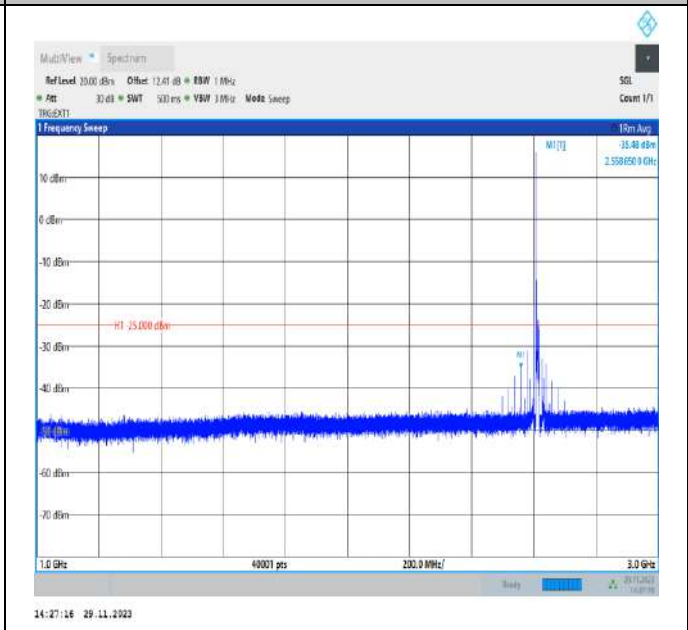 MultiView Spectrum
Ref Level 20.00 dBm Offset 12.41 dB RBW 1 MHz SGL
Att 30 dB SWT 500 ms VBW 3 MHz Mode Sweep Count 1/1
TRG:EXT1
1 Frequency Sweep 1Rm Avg
M1[1] -35.48 dBm
2.5586500 GHz
10 dBm
0 dBm
-10 dBm
-20 dBm
H1 -25.000 dBm
-30 dBm
M1
-40 dBm
-50 dBm
-60 dBm
-70 dBm
1.0 GHz 40001 pts 200.0 MHz/ 3.0 GHz
Ready 29.11.2023
14:27:16 29.11.2023